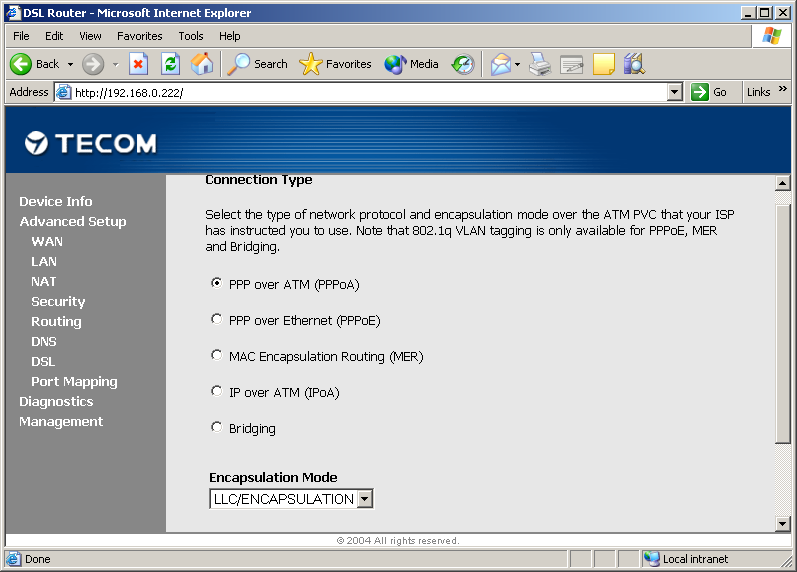 DSL Router - Microsoft Internet Explorer
File Edit View Favorites Tools Help
Back Search Favorites Media
Address http://192.168.0.222/ Go Links »
TECOM
Device Info
Advanced Setup
WAN
LAN
NAT
Security
Routing
DNS
DSL
Port Mapping
Diagnostics
Management
Connection Type
Select the type of network protocol and encapsulation mode over the ATM PVC that your ISP
has instructed you to use. Note that 802.1q VLAN tagging is only available for PPPoE, MER
and Bridging.
PPP over ATM (PPPoA)
PPP over Ethernet (PPPoE)
MAC Encapsulation Routing (MER)
IP over ATM (IPoA)
Bridging
Encapsulation Mode
LLC/ENCAPSULATION
© 2004 All rights reserved.
Done Local intranet